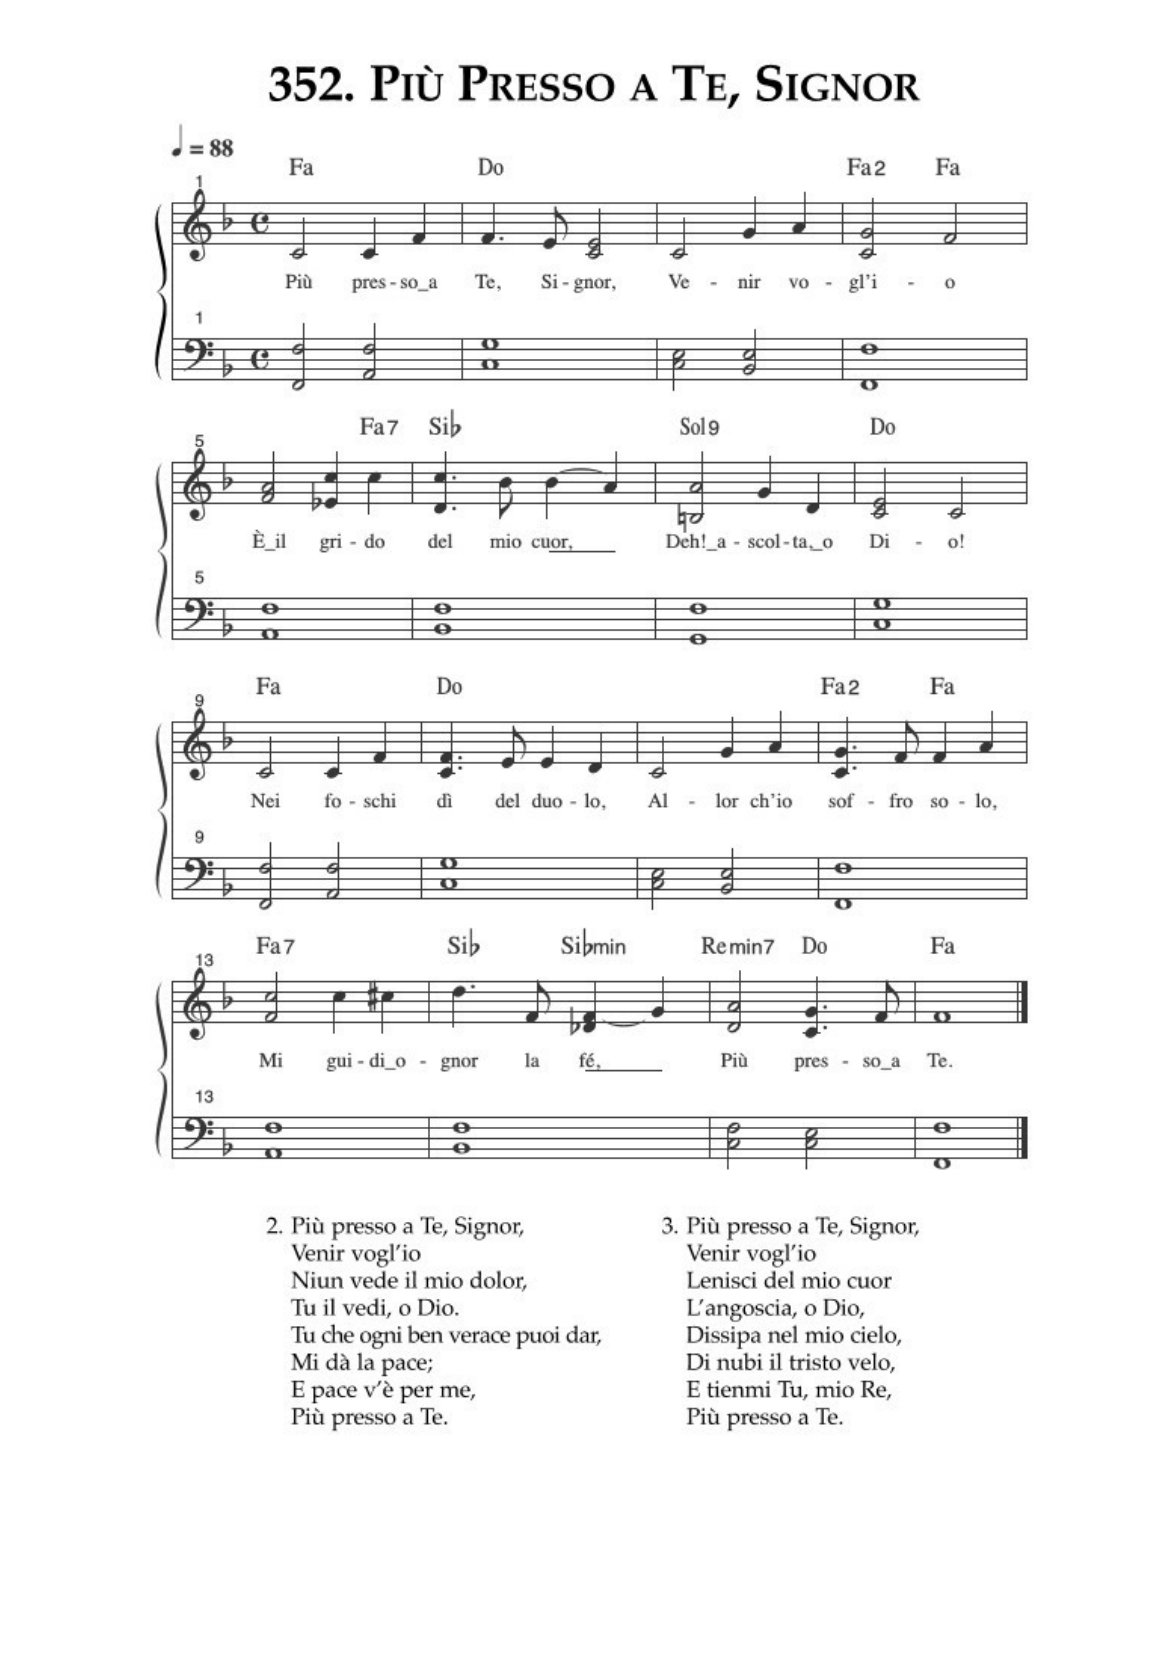 352. Più Presso a Te, Signor
♩ = 88
Fa Do Fa2 Fa
1
Più pres - so_a Te, Si - gnor, Ve - nir vo - gl'i - o
1
Fa7 Si♭ Sol9 Do
5
È_il gri - do del mio cuor, Deh!_a - scol - ta,_o Di - o!
5
Fa Do Fa2 Fa
9
Nei fo - schi dì del duo - lo, Al - lor ch'io sof - fro so - lo,
9
Fa7 Si♭ Si♭min Remin7 Do Fa
13
Mi gui - di_o - gnor la fé, Più pres - so_a Te.
13
2. Più presso a Te, Signor,
Venir vogl'io
Niun vede il mio dolor,
Tu il vedi, o Dio.
Tu che ogni ben verace puoi dar,
Mi dà la pace;
E pace v'è per me,
Più presso a Te.
3. Più presso a Te, Signor,
Venir vogl'io
Lenisci del mio cuor
L'angoscia, o Dio,
Dissipa nel mio cielo,
Di nubi il tristo velo,
E tienmi Tu, mio Re,
Più presso a Te.